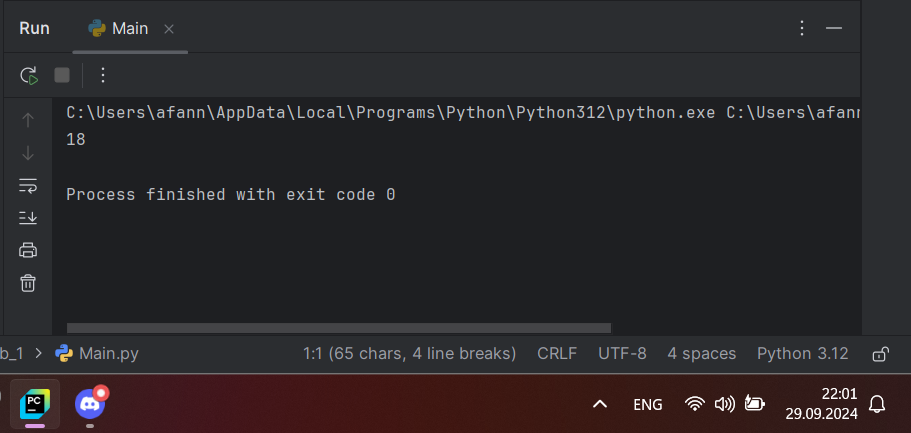 Run Main
C:\Users\afann\AppData\Local\Programs\Python\Python312\python.exe C:\Users\afann
18
Process finished with exit code 0
b_1 > Main.py 1:1 (65 chars, 4 line breaks) CRLF UTF-8 4 spaces Python 3.12
PC
ENG
22:01
29.09.2024